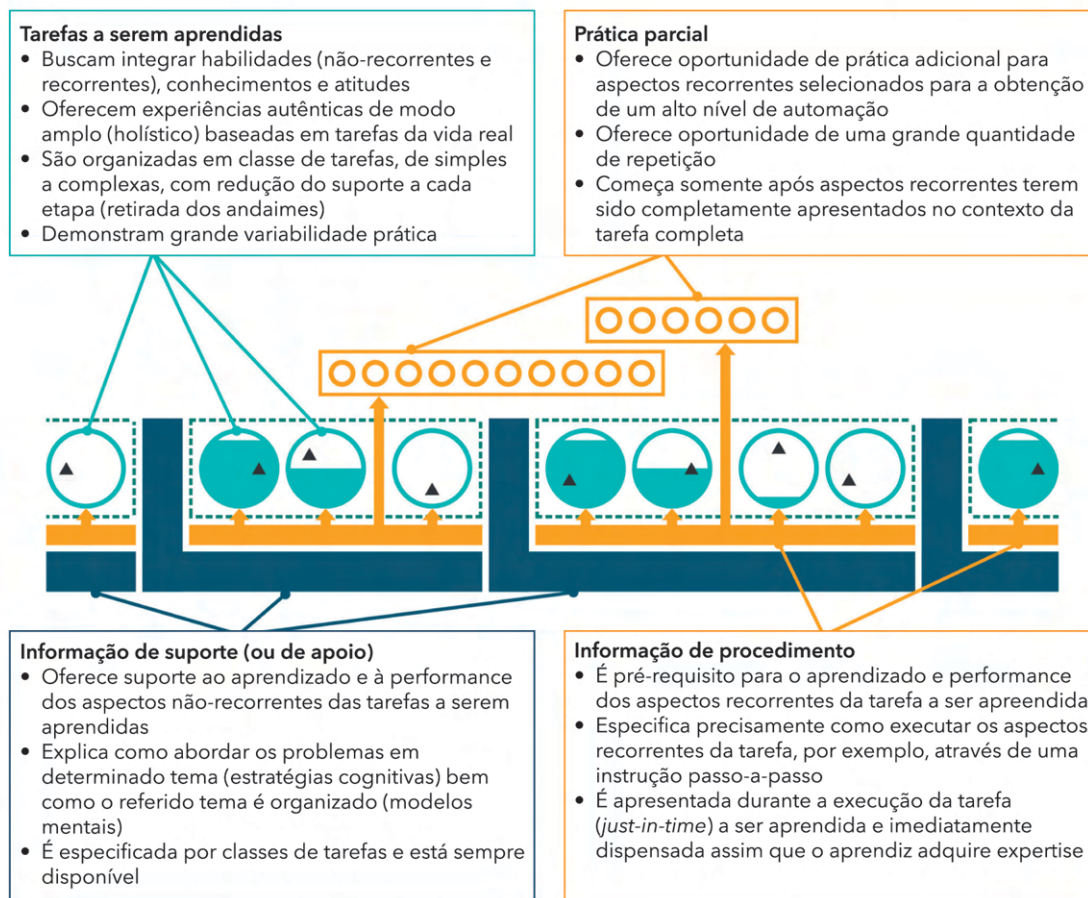 Tarefas a serem aprendidas
• Buscam integrar habilidades (não-recorrentes e
recorrentes), conhecimentos e atitudes
• Oferecem experiências autênticas de modo
amplo (holístico) baseadas em tarefas da vida real
• São organizadas em classe de tarefas, de simples
a complexas, com redução do suporte a cada
etapa (retirada dos andaimes)
• Demonstram grande variabilidade prática
Prática parcial
• Oferece oportunidade de prática adicional para
aspectos recorrentes selecionados para a obtenção
de um alto nível de automação
• Oferece oportunidade de uma grande quantidade
de repetição
• Começa somente após aspectos recorrentes terem
sido completamente apresentados no contexto da
tarefa completa
Informação de suporte (ou de apoio)
• Oferece suporte ao aprendizado e à performance
dos aspectos não-recorrentes das tarefas a serem
aprendidas
• Explica como abordar os problemas em
determinado tema (estratégias cognitivas) bem
como o referido tema é organizado (modelos
mentais)
• É especificada por classes de tarefas e está sempre
disponível
Informação de procedimento
• É pré-requisito para o aprendizado e performance
dos aspectos recorrentes da tarefa a ser apreendida
• Especifica precisamente como executar os aspectos
recorrentes da tarefa, por exemplo, através de uma
instrução passo-a-passo
• É apresentada durante a execução da tarefa
(just-in-time) a ser aprendida e imediatamente
dispensada assim que o aprendiz adquire expertise